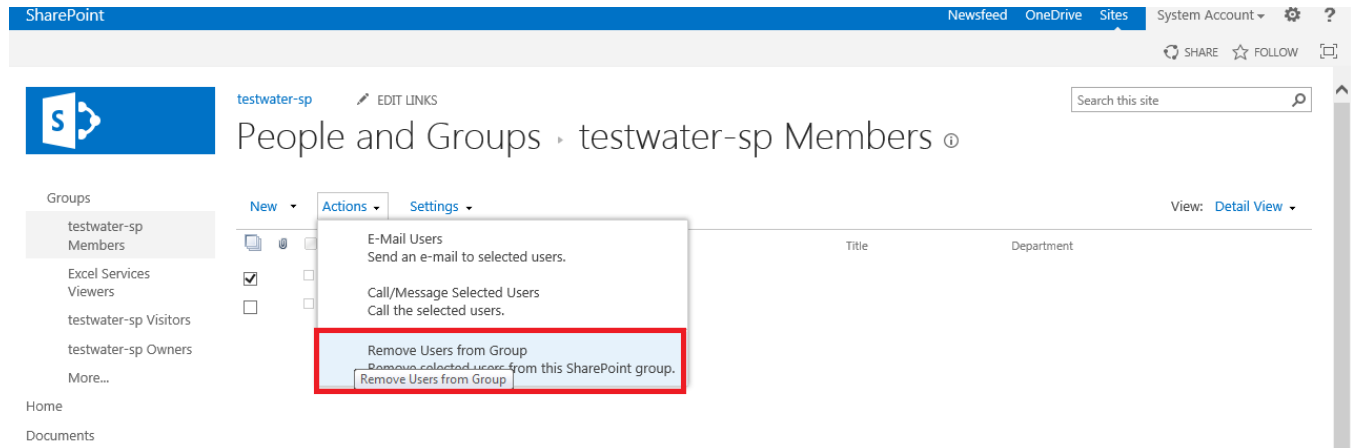 SharePoint
Newsfeed OneDrive Sites System Account ?
SHARE FOLLOW
S
testwater-sp EDIT LINKS
Search this site
People and Groups testwater-sp Members
Groups
testwater-sp
Members
Excel Services
Viewers
testwater-sp Visitors
testwater-sp Owners
More...
Home
Documents
New Actions Settings
View: Detail View
Title Department
E-Mail Users
Send an e-mail to selected users.
Call/Message Selected Users
Call the selected users.
Remove Users from Group
Remove selected users from this SharePoint group.
Remove Users from Group